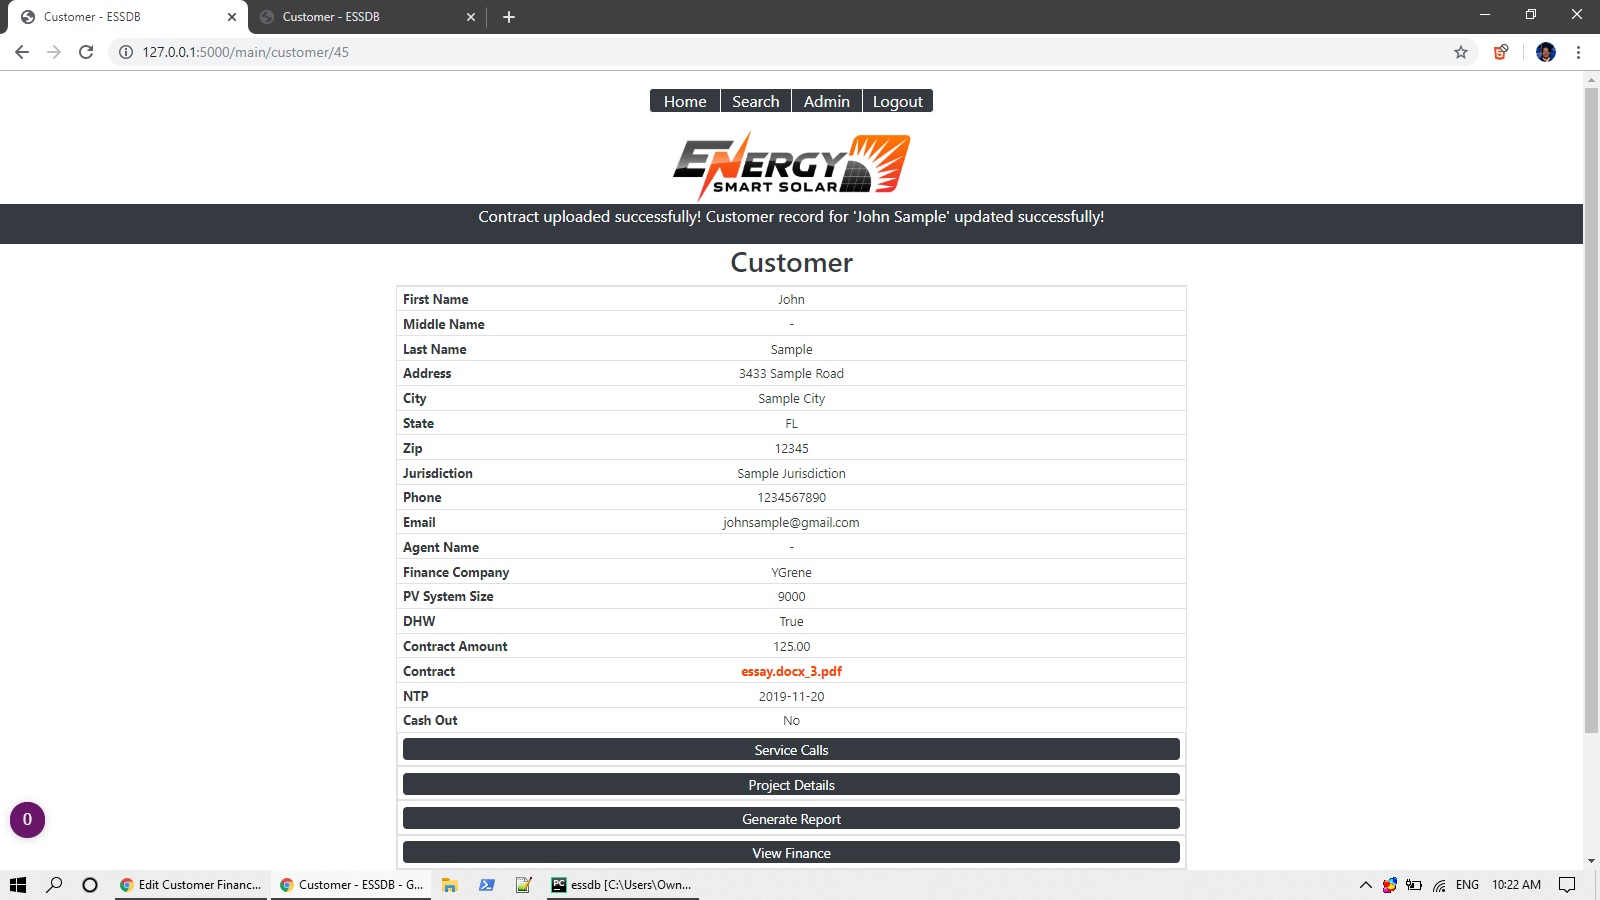 Customer - ESSDB
Customer - ESSDB
127.0.0.1:5000/main/customer/45
Home Search Admin Logout
ENERGY
SMART SOLAR
Contract uploaded successfully! Customer record for 'John Sample' updated successfully!
Customer
First Name John
Middle Name -
Last Name Sample
Address 3433 Sample Road
City Sample City
State FL
Zip 12345
Jurisdiction Sample Jurisdiction
Phone 1234567890
Email johnsample@gmail.com
Agent Name -
Finance Company YGrene
PV System Size 9000
DHW True
Contract Amount 125.00
Contract essay.docx_3.pdf
NTP 2019-11-20
Cash Out No
Service Calls
Project Details
Generate Report
View Finance
0
Edit Customer Financ... Customer - ESSDB - G... PC essdb [C:\Users\Own... ENG 10:22 AM